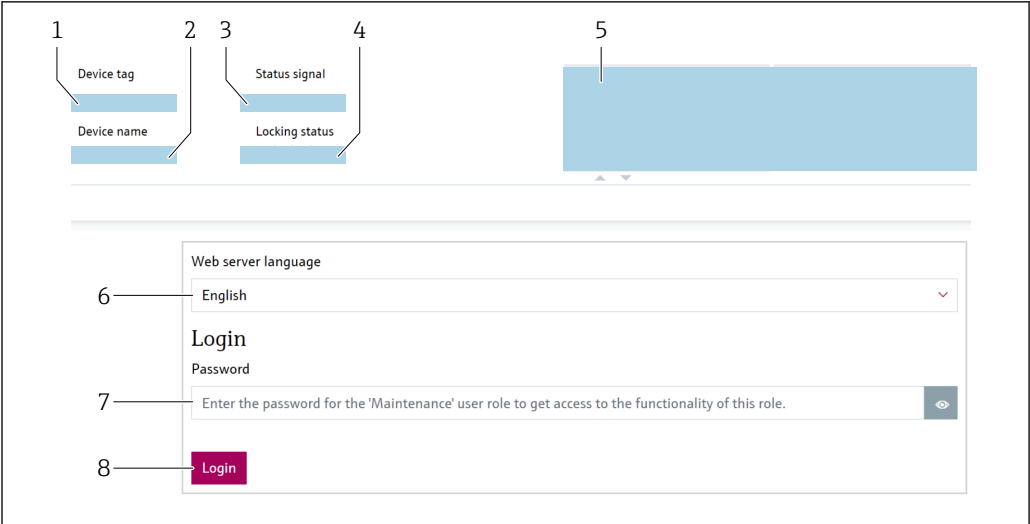 1 2 3 4 5
Device tag Status signal
Device name Locking status
Web server language
6 English
Login
Password
7 Enter the password for the 'Maintenance' user role to get access to the functionality of this role.
8 Login